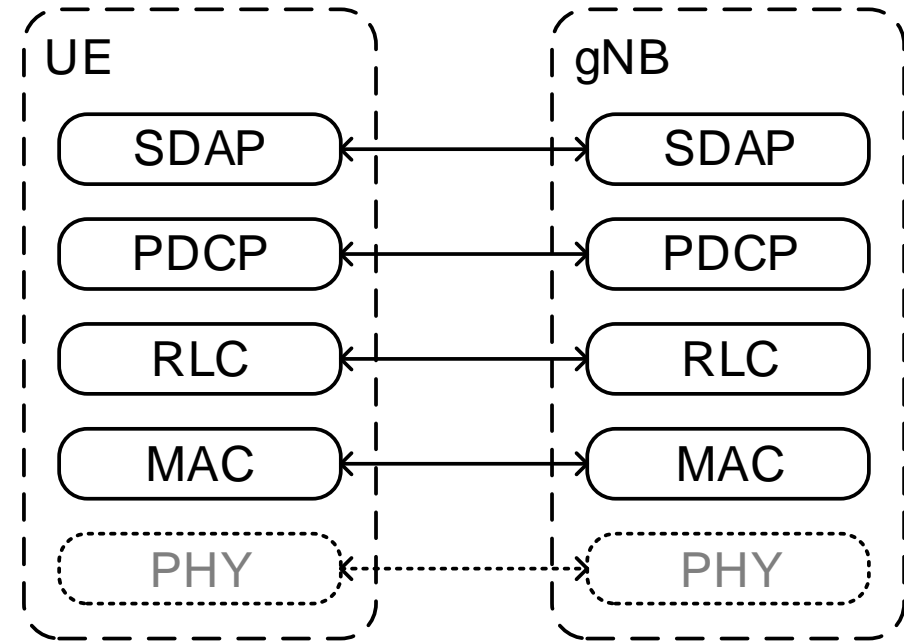 UE
gNB
SDAP
SDAP
PDCP
PDCP
RLC
RLC
MAC
MAC
PHY
PHY